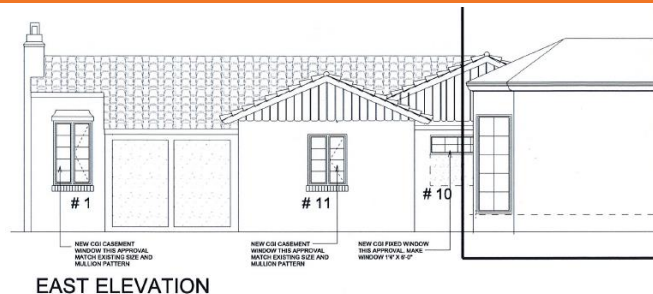 # 1
# 11
# 10
NEW CGI CASEMENT
WINDOW THIS APPROVAL
MATCH EXISTING SIZE AND
MULLION PATTERN
NEW CGI CASEMENT
WINDOW THIS APPROVAL
MATCH EXISTING SIZE AND
MULLION PATTERN
NEW CGI FIXED WINDOW
THIS APPROVAL. MAKE
WINDOW 1'6" X 6'-0"
EAST ELEVATION